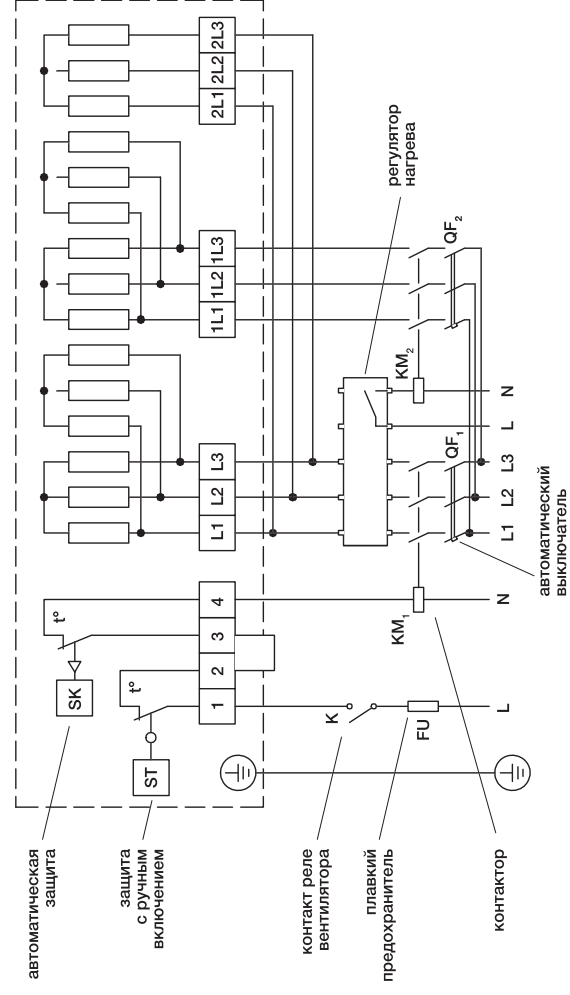 автоматическая
защита
защита
с ручным
включением
контакт реле
вентилятора
плавкий
предохранитель
контактор
SK
ST
t°
t°
1
2
3
4
L1
L2
L3
1L1
1L2
1L3
2L1
2L2
2L3
K
FU
KM1
KM2
QF1
QF2
L
N
L1
L2
L3
L
N
автоматический
выключатель
регулятор
нагрева